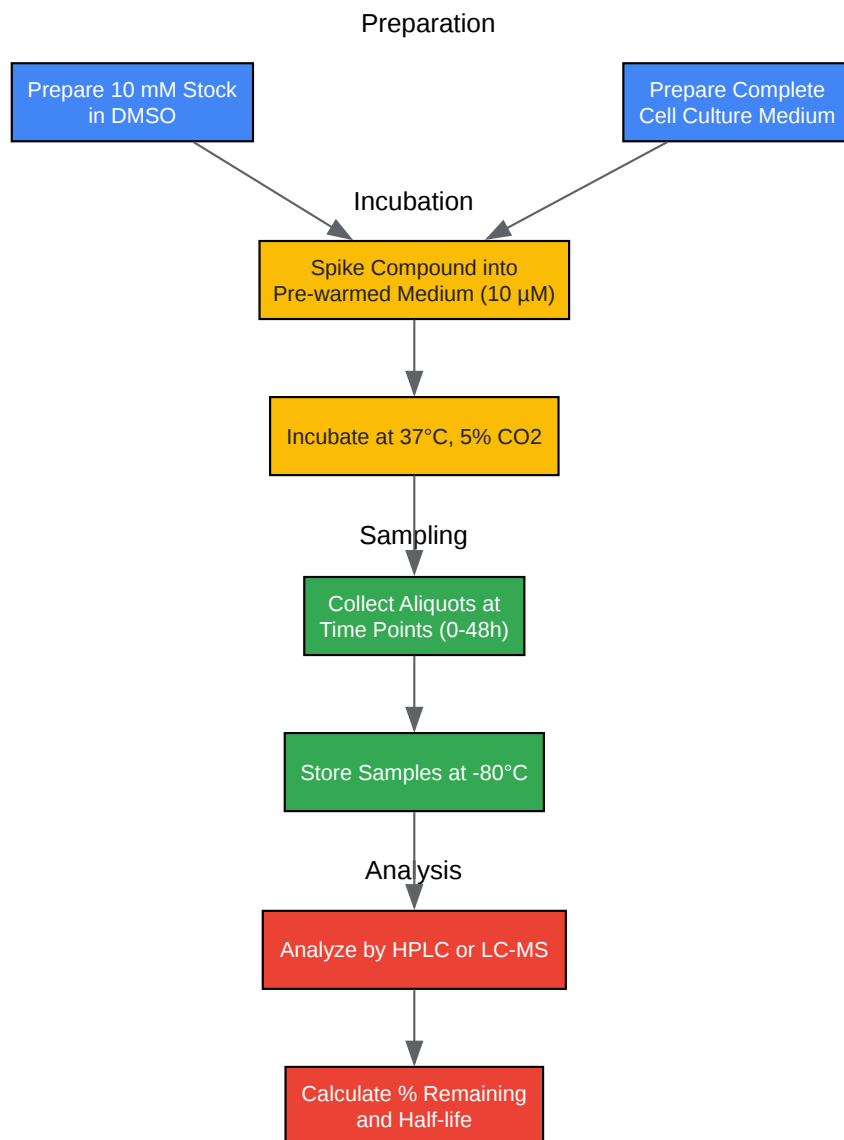 Preparation
Prepare 10 mM Stock
in DMSO
Prepare Complete
Cell Culture Medium
Incubation
Spike Compound into
Pre-warmed Medium (10 µM)
Incubate at 37°C, 5% CO2
Sampling
Collect Aliquots at
Time Points (0-48h)
Store Samples at -80°C
Analysis
Analyze by HPLC or LC-MS
Calculate % Remaining
and Half-life